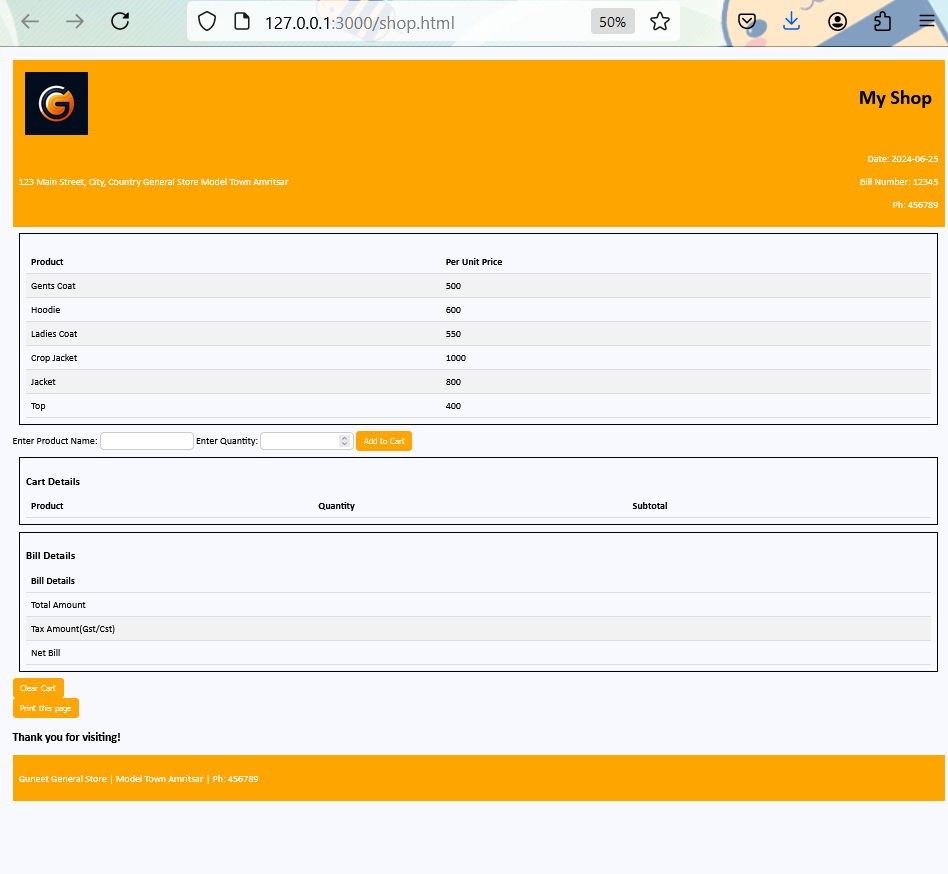 127.0.0.1:3000/shop.html 50%
G
My Shop
Date: 2024-06-25
123 Main Street, City, Country General Store Model Town Amritsar
Bill Number: 12345
Ph: 456789
Product Per Unit Price
Gents Coat 500
Hoodie 600
Ladies Coat 550
Crop Jacket 1000
Jacket 800
Top 400
Enter Product Name: Enter Quantity: Add to Cart
Cart Details
Product Quantity Subtotal
Bill Details
Bill Details
Total Amount
Tax Amount(Gst/Cst)
Net Bill
Clear Cart
Print this page
Thank you for visiting!
Guneet General Store | Model Town Amritsar | Ph: 456789